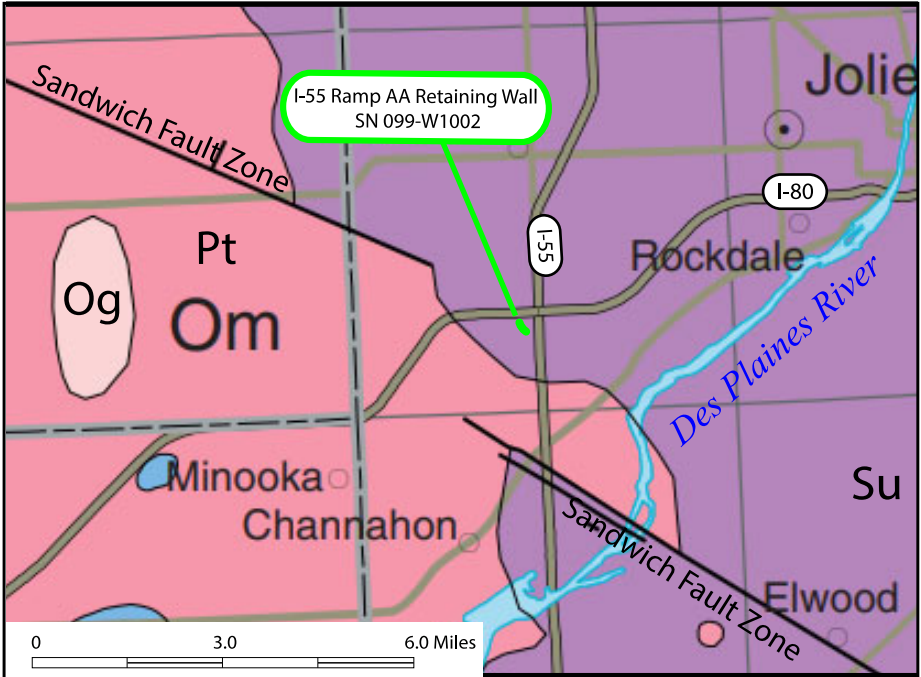 I-55 Ramp AA Retaining Wall
SN 099-W1002
Jolie
Sandwich Fault Zone
I-80
I-55
Pt
Rockdale
Og
Om
Des Plaines River
Minooka
Su
Channahon
Sandwich Fault Zone
Elwood
0 3.0 6.0 Miles